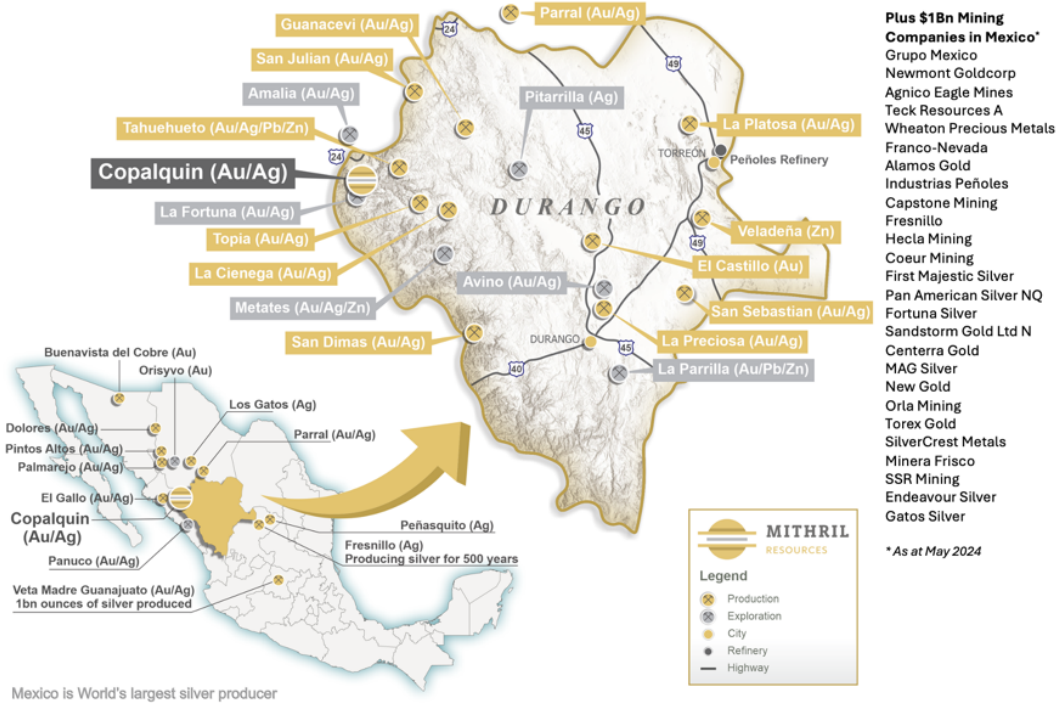 Parral (Au/Ag)
Guanacevi (Au/Ag)
24
San Julian (Au/Ag)
49
Amalia (Au/Ag)
Pitarrilla (Ag)
Tahuehueto (Au/Ag/Pb/Zn)
45
La Platosa (Au/Ag)
24
TORREÓN
Peñoles Refinery
Copalquin (Au/Ag)
La Fortuna (Au/Ag)
DURANGO
Topia (Au/Ag)
Veladeña (Zn)
49
La Cienega (Au/Ag)
El Castillo (Au)
Metates (Au/Ag/Zn)
Avino (Au/Ag)
San Sebastian (Au/Ag)
San Dimas (Au/Ag)
DURANGO
La Preciosa (Au/Ag)
45
40
La Parrilla (Au/Pb/Zn)
Buenavista del Cobre (Au)
Orisyvo (Au)
Los Gatos (Ag)
Dolores (Au/Ag)
Parral (Au/Ag)
Pintos Altos (Au/Ag)
Palmarejo (Au/Ag)
El Gallo (Au/Ag)
Copalquin
(Au/Ag)
Peñasquito (Ag)
Fresnillo (Ag)
Producing silver for 500 years
Panuco (Au/Ag)
Veta Madre Guanajuato (Au/Ag)
1bn ounces of silver produced
Mexico is World's largest silver producer
MITHRIL
RESOURCES
Legend
Production
Exploration
City
Refinery
Highway
Plus $1Bn Mining
Companies in Mexico*
Grupo Mexico
Newmont Goldcorp
Agnico Eagle Mines
Teck Resources A
Wheaton Precious Metals
Franco-Nevada
Alamos Gold
Industrias Peñoles
Capstone Mining
Fresnillo
Hecla Mining
Coeur Mining
First Majestic Silver
Pan American Silver NQ
Fortuna Silver
Sandstorm Gold Ltd N
Centerra Gold
MAG Silver
New Gold
Orla Mining
Torex Gold
SilverCrest Metals
Minera Frisco
SSR Mining
Endeavour Silver
Gatos Silver
* As at May 2024